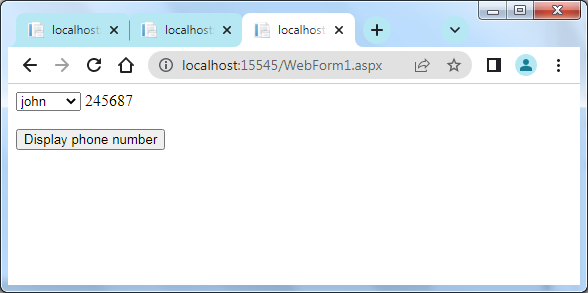 localhost localhost localhost
localhost:15545/WebForm1.aspx
john 245687
Display phone number